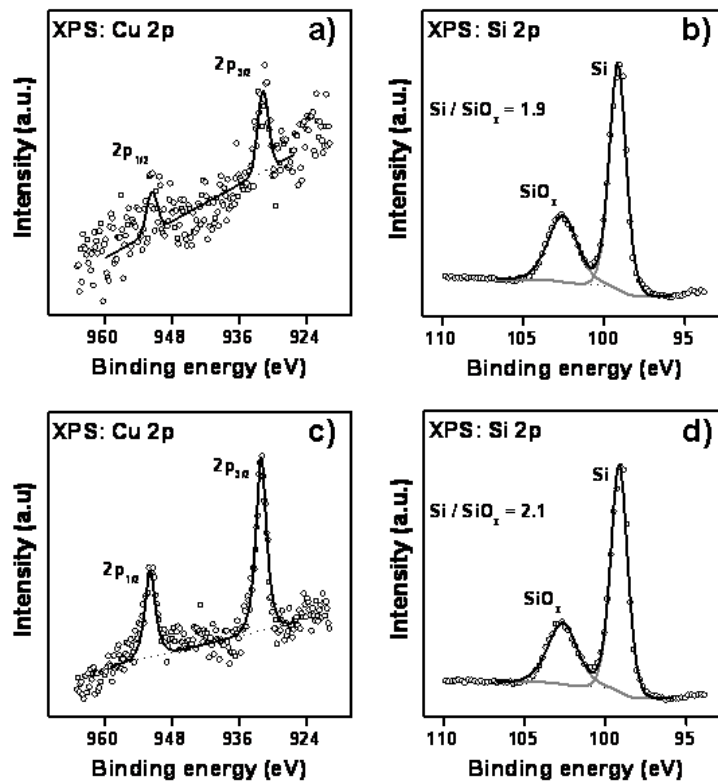 XPS: Cu 2p
a)
2p3/2
2p1/2
Intensity (a.u.)
960 948 936 924
Binding energy (eV)
XPS: Si 2p
b)
Si
Si / SiOx = 1.9
SiOx
Intensity (a.u.)
110 105 100 95
Binding energy (eV)
XPS: Cu 2p
c)
2p3/2
2p1/2
Intensity (a.u)
960 948 936 924
Binding energy (eV)
XPS: Si 2p
d)
Si
Si / SiOx = 2.1
SiOx
Intensity (a.u.)
110 105 100 95
Binding energy (eV)